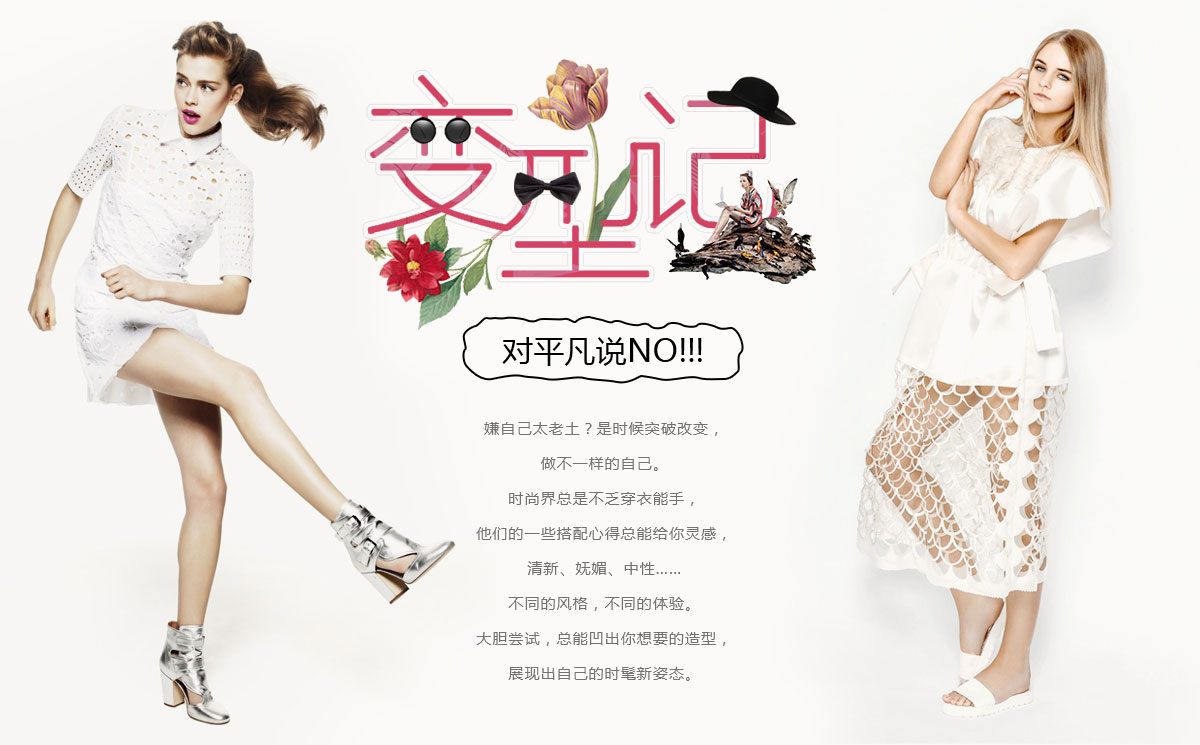 变型记
对平凡说NO!!!
嫌自己太老土？是时候突破改变，
做不一样的自己。
时尚界总是不乏穿衣能手，
他们的一些搭配心得总能给你灵感，
清新、妩媚、中性......
不同的风格，不同的体验。
大胆尝试，总能凹出你想要的造型，
展现出自己的时髦新姿态。